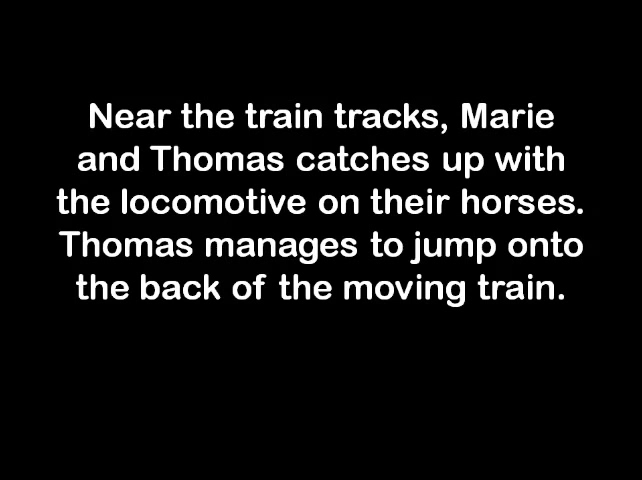 Near the train tracks, Marie
and Thomas catches up with
the locomotive on their horses.
Thomas manages to jump onto
the back of the moving train.